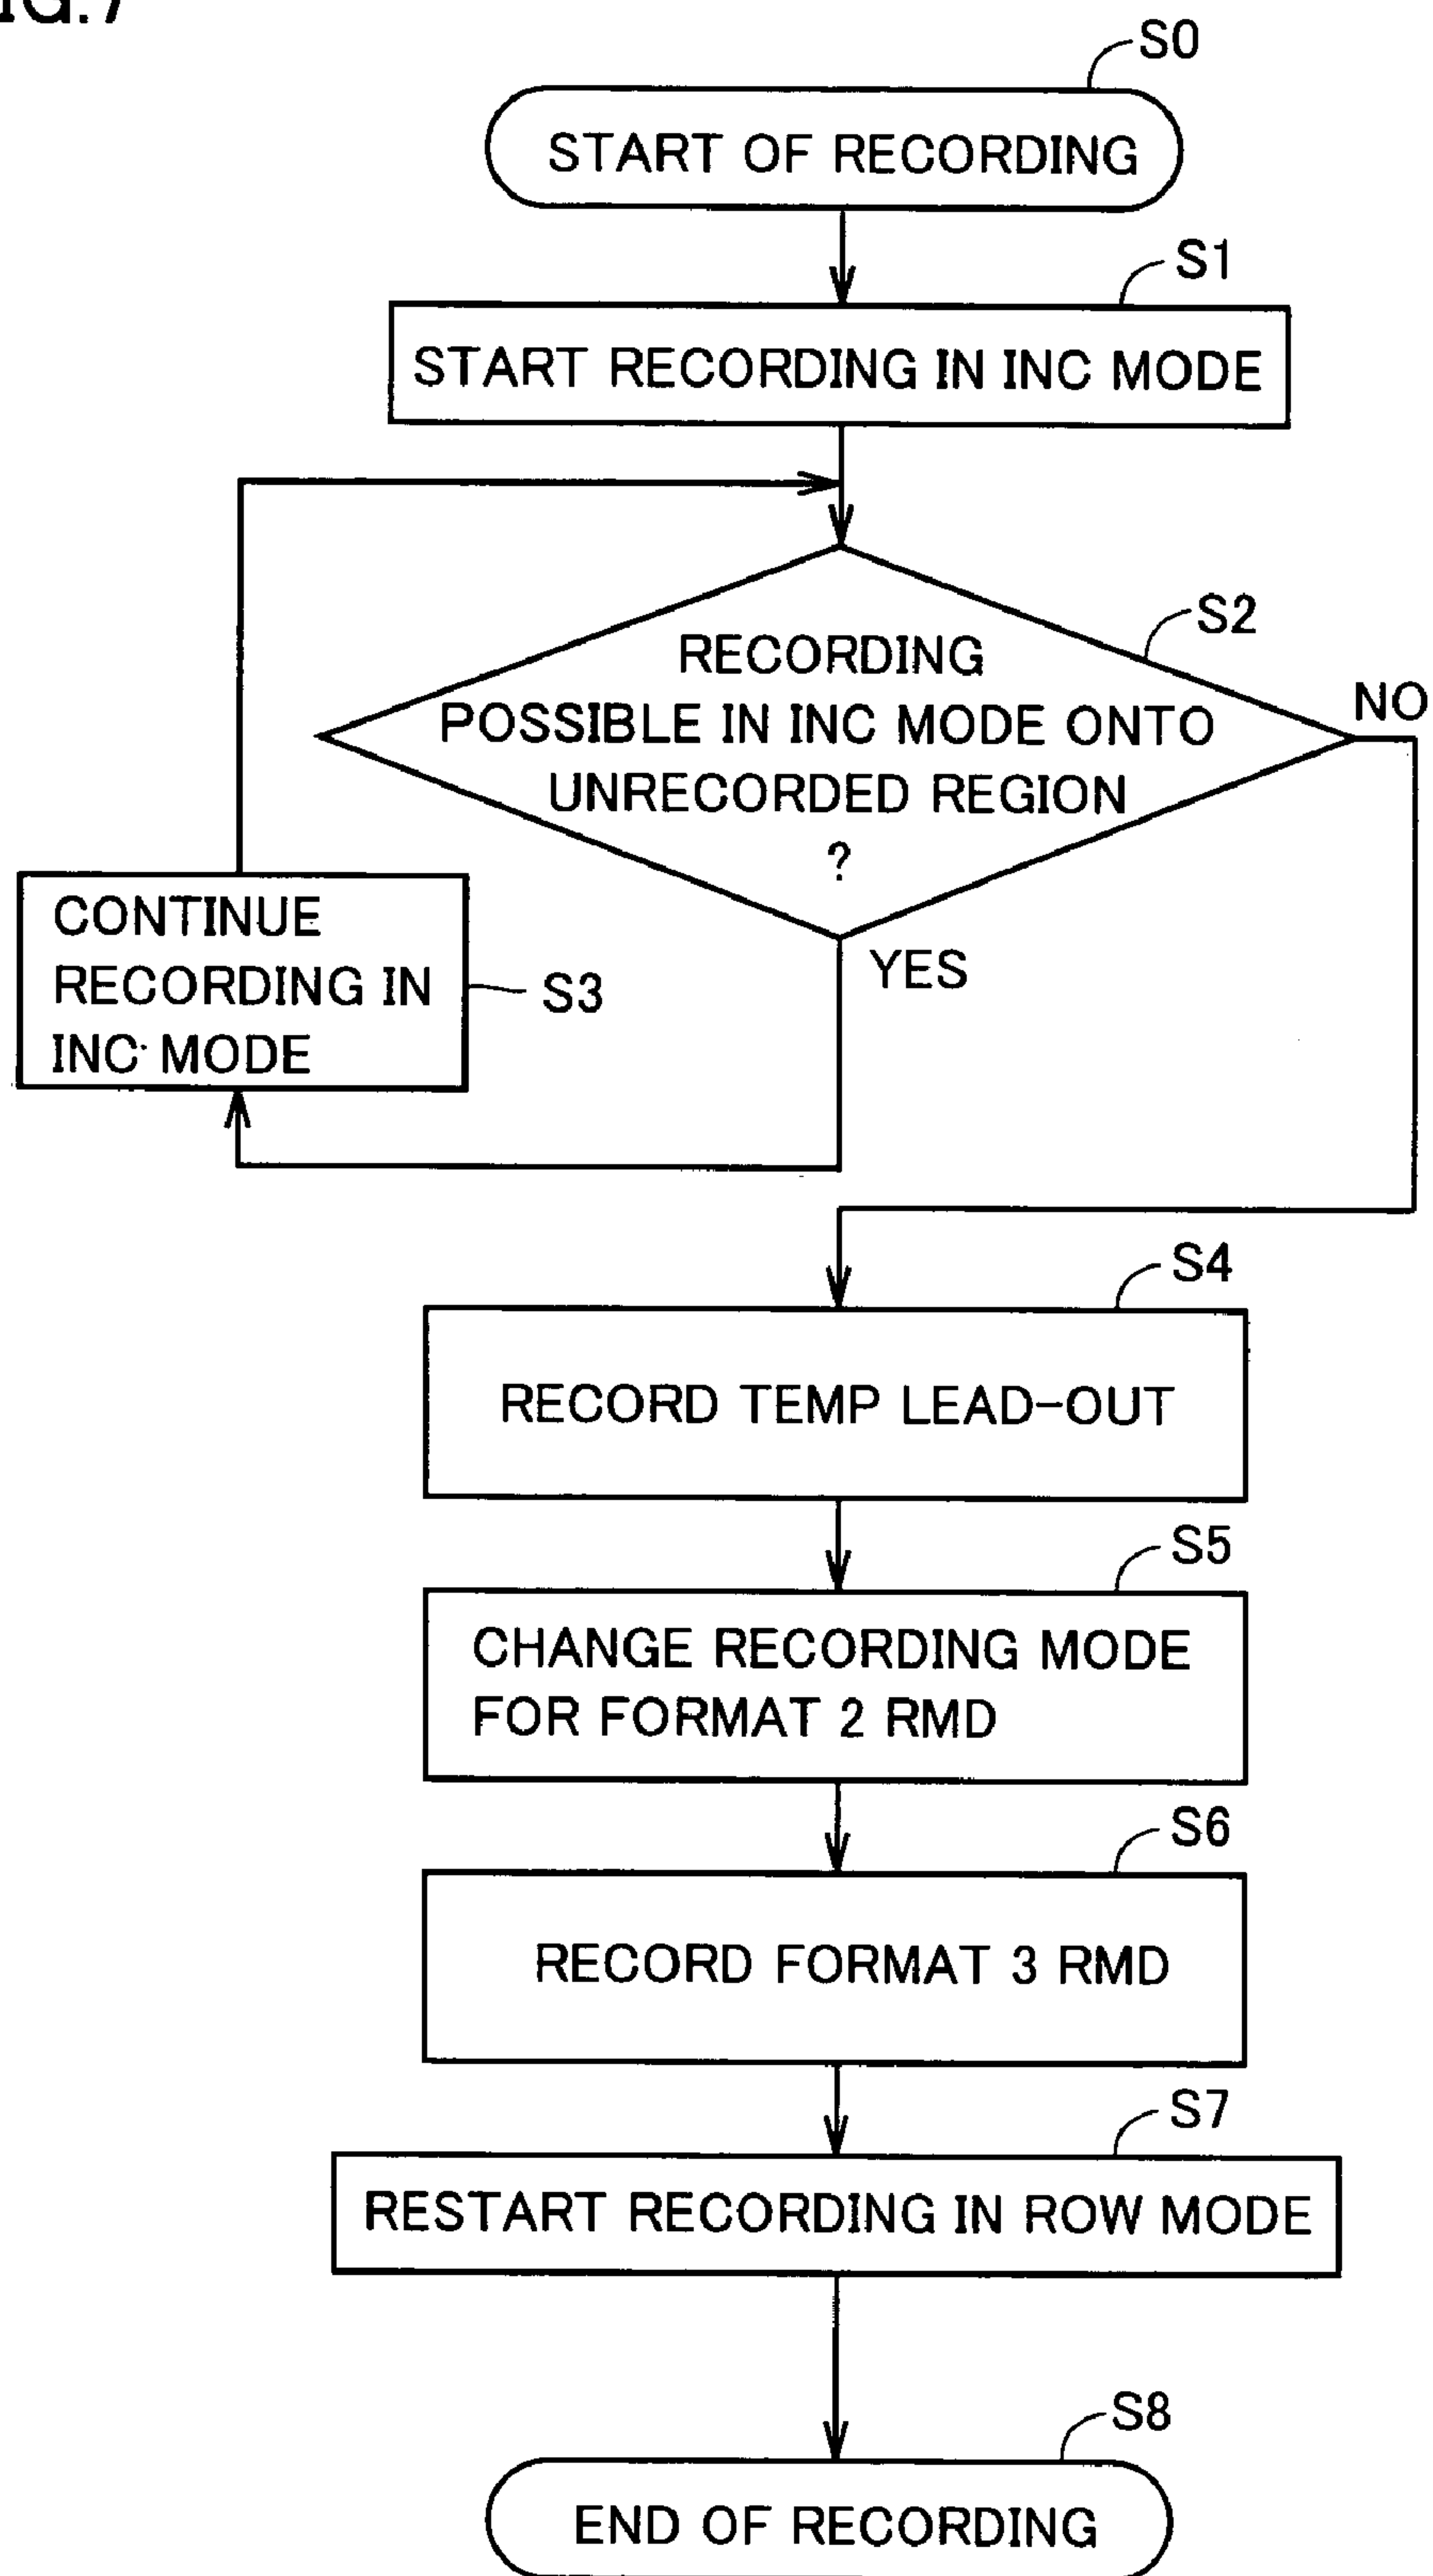 FIG.7
S0
START OF RECORDING
S1
START RECORDING IN INC MODE
S2
RECORDING
POSSIBLE IN INC MODE ONTO
UNRECORDED REGION
?
NO
YES
CONTINUE
RECORDING IN
INC MODE
S3
S4
RECORD TEMP LEAD-OUT
S5
CHANGE RECORDING MODE
FOR FORMAT 2 RMD
S6
RECORD FORMAT 3 RMD
S7
RESTART RECORDING IN ROW MODE
S8
END OF RECORDING